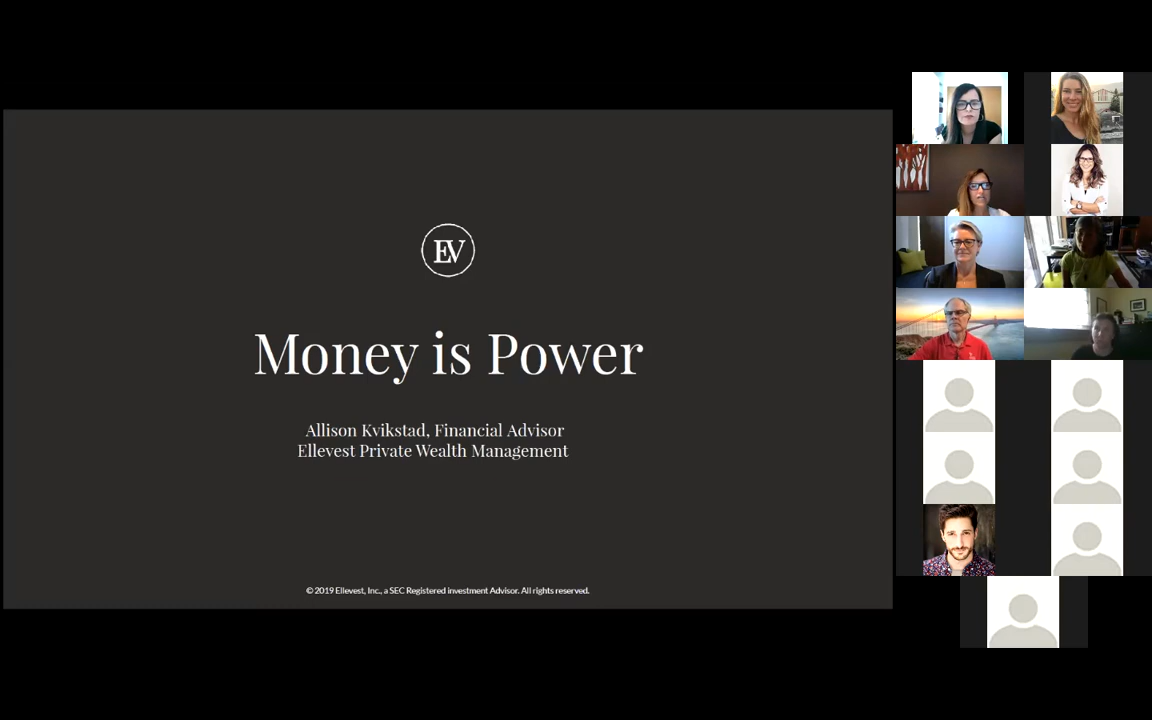 EV
Money is Power
Allison Kvikstad, Financial Advisor
Ellevest Private Wealth Management
© 2019 Ellevest, Inc., a SEC Registered investment Advisor. All rights reserved.